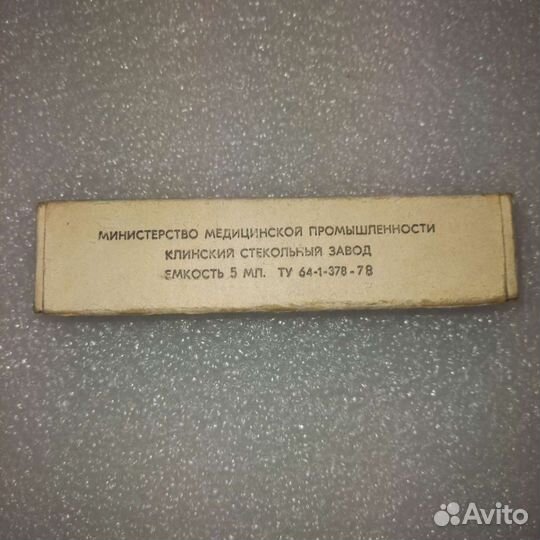 МИНИСТЕРСТВО МЕДИЦИНСКОЙ ПРОМЫШЛЕННОСТИ
КЛИНСКИЙ СТЕКОЛЬНЫЙ ЗАВОД
ЕМКОСТЬ 5 МЛ. ТУ 64-1-378-78
Avito